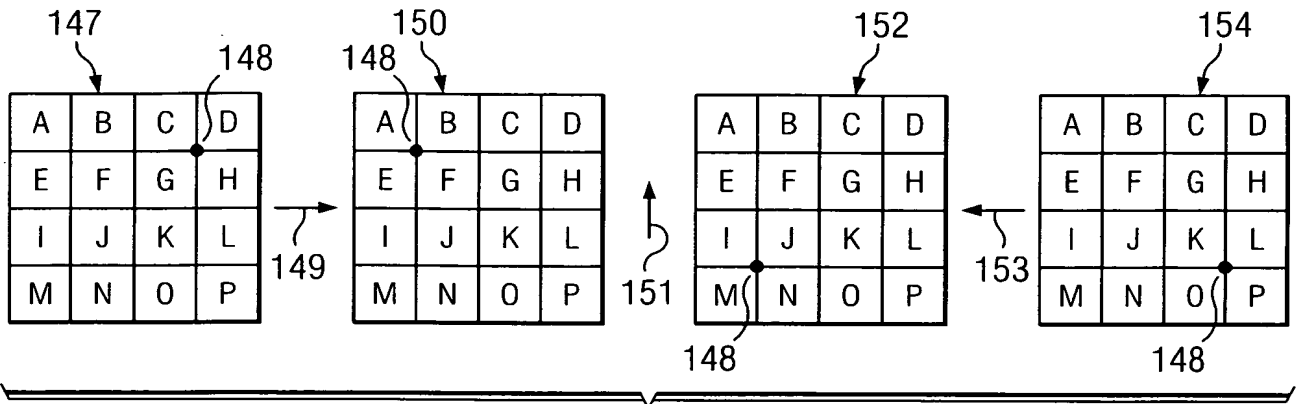 147 150 152 154
148 148
A B C D A B C D A B C D A B C D
E F G H E F G H E F G H E F G H
I J K L I J K L I J K L I J K L
149 151 153
M N O P M N O P M N O P M N O P
148 148